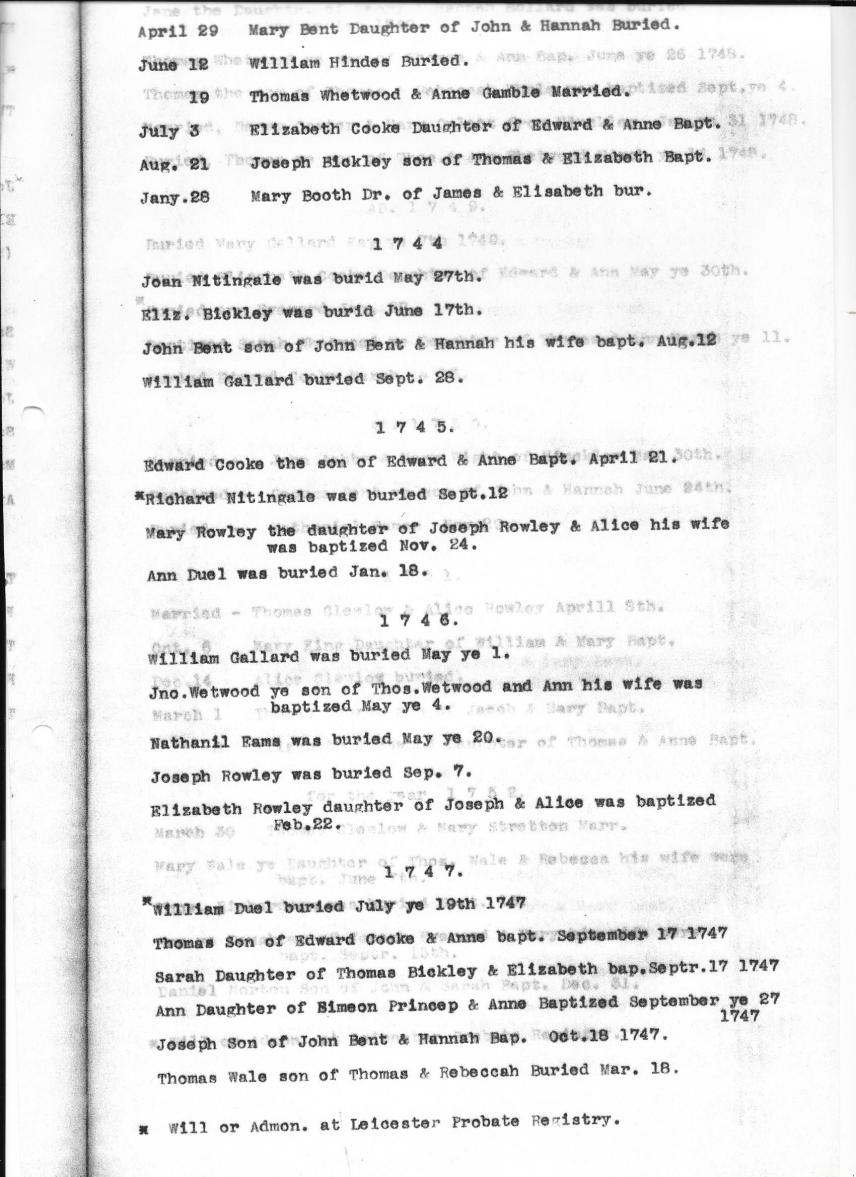 April 29 Mary Bent Daughter of John & Hannah Buried.
June 12 William Hindes Buried.
19 Thomas Whetwood & Anne Gamble Married.
July 3 Elizabeth Cooke Daughter of Edward & Anne Bapt.
Aug. 21 Joseph Bickley son of Thomas & Elizabeth Bapt.
Jany.28 Mary Booth Dr. of James & Elisabeth bur.
1 7 4 4
Joan Nitingale was burid May 27th.
Eliz. Bickley was burid June 17th.
John Bent son of John Bent & Hannah his wife bapt. Aug.12
William Gallard buried Sept. 28.
1 7 4 5.
Edward Cooke the son of Edward & Anne Bapt. April 21.
*Richard Nitingale was buried Sept.12
Mary Rowley the daughter of Joseph Rowley & Alice his wife
was baptized Nov. 24.
Ann Duel was buried Jan. 18.
1 7 4 6.
William Gallard was buried May ye 1.
Jno.Wetwood ye son of Thos.Wetwood and Ann his wife was
baptized May ye 4.
Nathanil Eams was buried May ye 20.
Joseph Rowley was buried Sep. 7.
Elizabeth Rowley daughter of Joseph & Alice was baptized
Feb.22.
1 7 4 7.
*William Duel buried July ye 19th 1747
Thomas Son of Edward Cooke & Anne bapt. September 17 1747
Sarah Daughter of Thomas Bickley & Elizabeth bap.Septr.17 1747
Ann Daughter of Simeon Princep & Anne Baptized September ye 27
1747
Joseph Son of John Bent & Hannah Bap. Oct.18 1747.
Thomas Wale son of Thomas & Rebeccah Buried Mar. 18.
* Will or Admon. at Leicester Probate Registry.